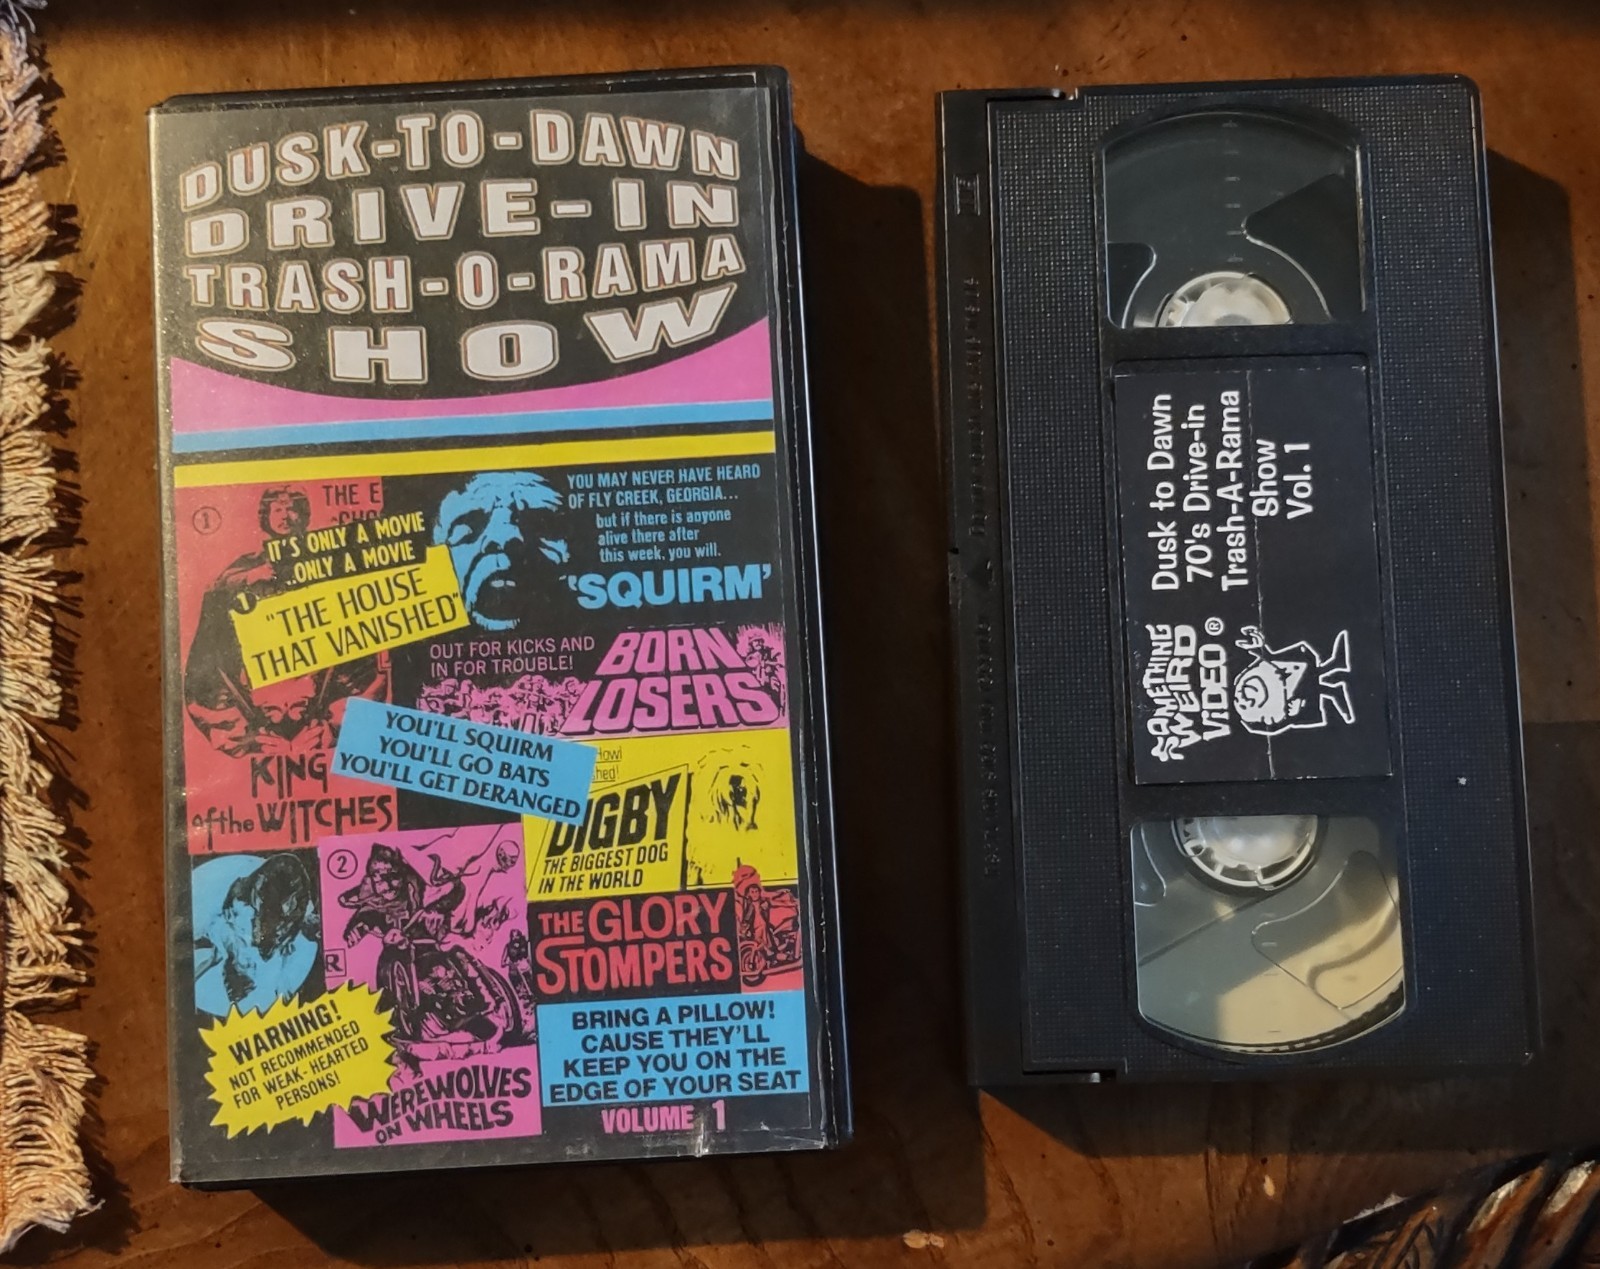 DUSK-TO-DAWN
DRIVE-IN
TRASH-O-RAMA
SHOW
1
THE E
IT'S ONLY A MOVIE
..ONLY A MOVIE
"THE HOUSE
THAT VANISHED"
YOU MAY NEVER HAVE HEARD
OF FLY CREEK, GEORGIA...
but if there is anyone
alive there after
this week, you will.
'SQUIRM'
OUT FOR KICKS AND
IN FOR TROUBLE!
BORN
LOSERS
KING
of the WITCHES
YOU'LL SQUIRM
YOU'LL GO BATS
YOU'LL GET DERANGED
DIGBY
THE BIGGEST DOG
IN THE WORLD
2
R
THE GLORY
STOMPERS
WARNING!
NOT RECOMMENDED
FOR WEAK-HEARTED
PERSONS!
WEREWOLVES
ON WHEELS
BRING A PILLOW!
CAUSE THEY'LL
KEEP YOU ON THE
EDGE OF YOUR SEAT
VOLUME 1
SOMETHING
WEIRD
VIDEO ®
Dusk to Dawn
70's Drive-in
Trash-A-Rama
Show
Vol. 1